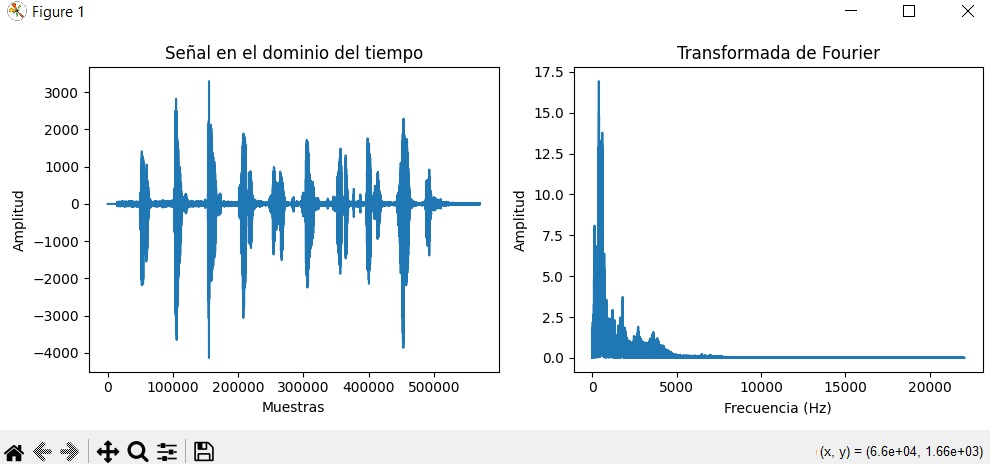 Figure 1
Señal en el dominio del tiempo
3000
2000
1000
0
−1000
−2000
−3000
−4000
Amplitud
0 100000 200000 300000 400000 500000
Muestras
Transformada de Fourier
17.5
15.0
12.5
10.0
7.5
5.0
2.5
0.0
Amplitud
0 5000 10000 15000 20000
Frecuencia (Hz)
(x, y) = (6.6e+04, 1.66e+03)